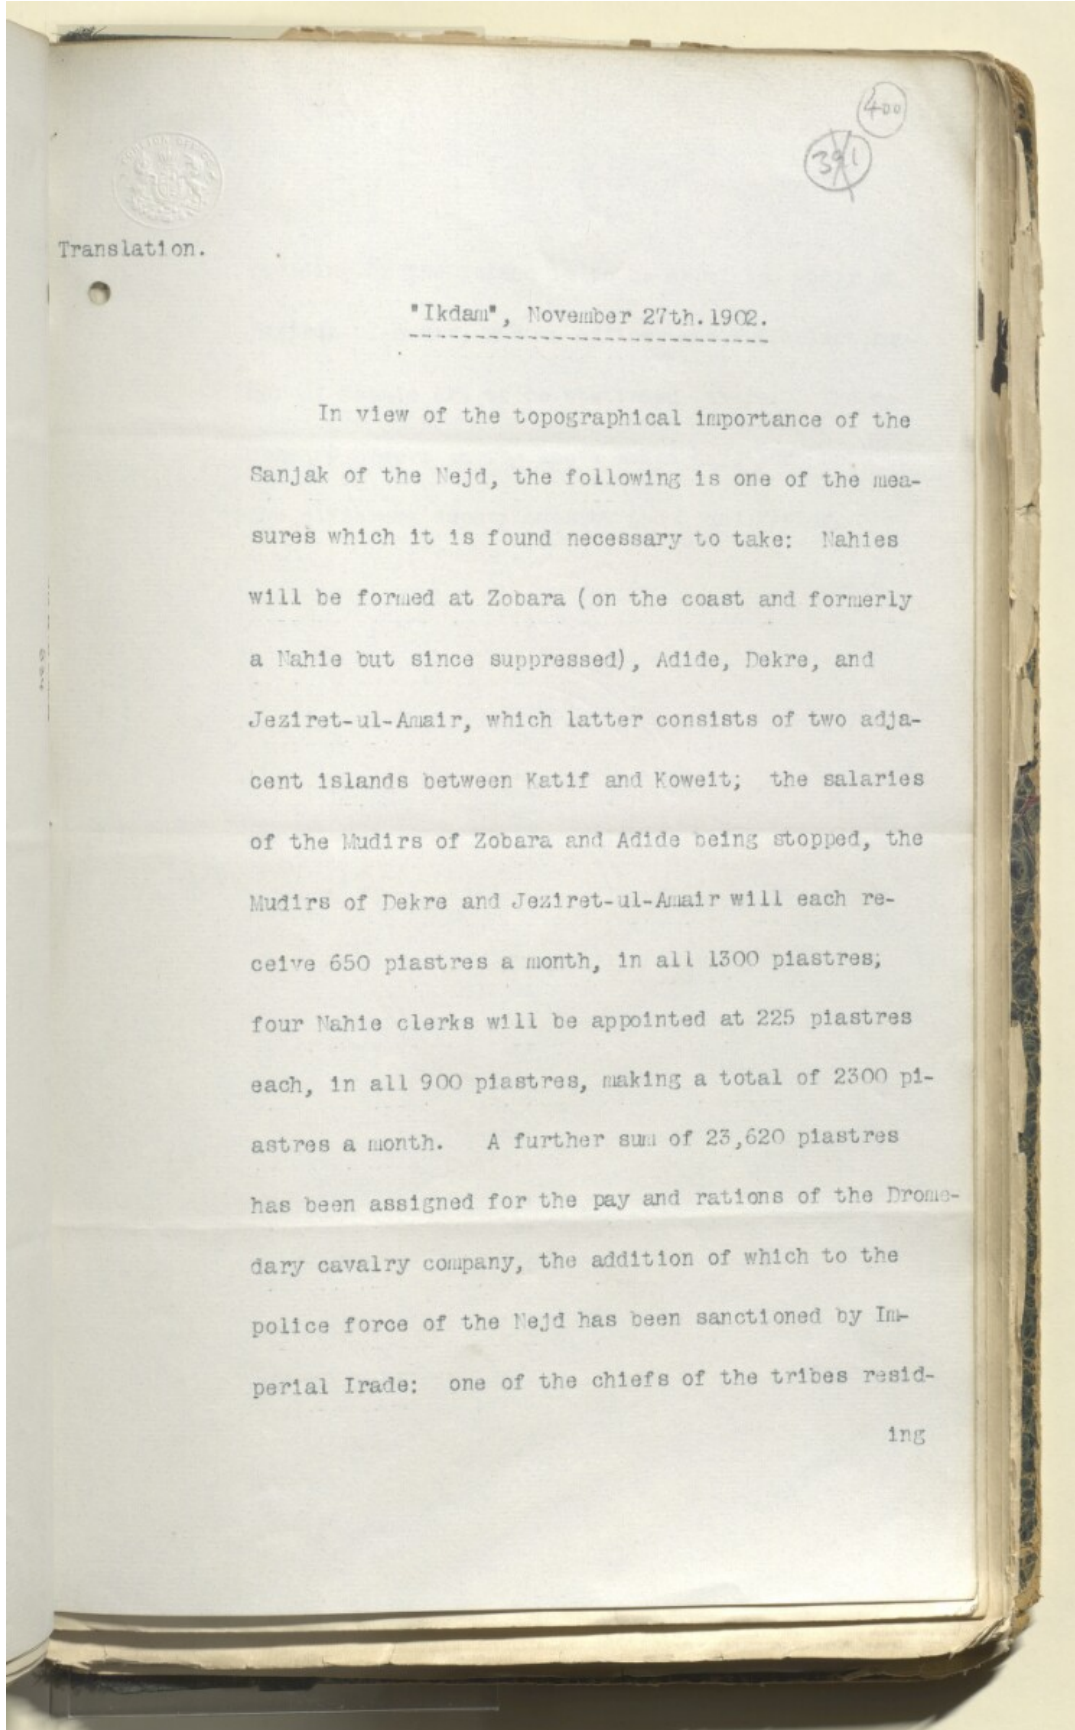 400
391
FOREIGN OFFICE
Translation.
"Ikdam", November 27th.1902.
In view of the topographical importance of the
Sanjak of the Nejd, the following is one of the mea-
sures which it is found necessary to take: Nahies
will be formed at Zobara (on the coast and formerly
a Nahie but since suppressed), Adide, Dekre, and
Jeziret-ul-Amair, which latter consists of two adja-
cent islands between Katif and Koweit; the salaries
of the Mudirs of Zobara and Adide being stopped, the
Mudirs of Dekre and Jeziret-ul-Amair will each re-
ceive 650 piastres a month, in all 1300 piastres;
four Nahie clerks will be appointed at 225 piastres
each, in all 900 piastres, making a total of 2300 pi-
astres a month. A further sum of 23,620 piastres
has been assigned for the pay and rations of the Drome-
dary cavalry company, the addition of which to the
police force of the Nejd has been sanctioned by Im-
perial Irade: one of the chiefs of the tribes resid-
ing